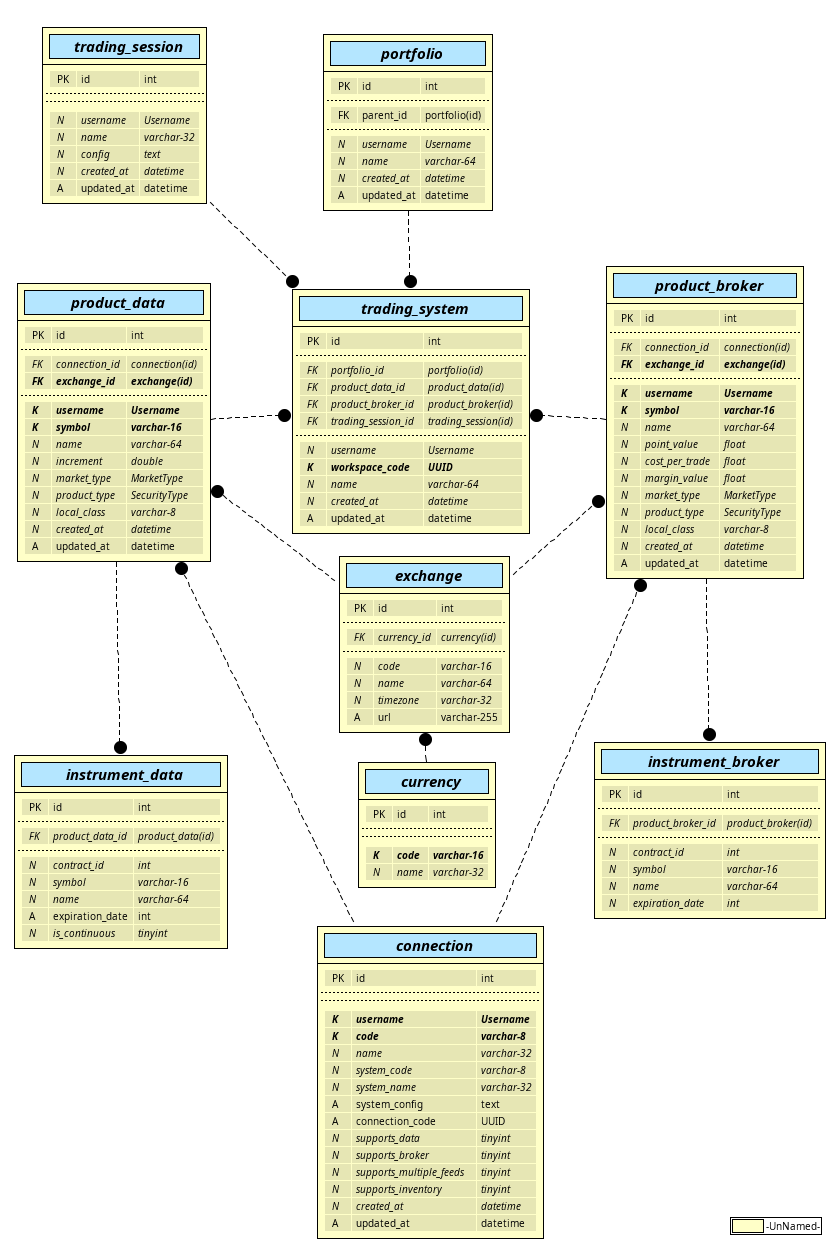 trading_session
PK id int
N username Username
N name varchar-32
N config text
N created_at datetime
A updated_at datetime
portfolio
PK id int
FK parent_id portfolio(id)
N username Username
N name varchar-64
N created_at datetime
A updated_at datetime
product_data
PK id int
FK connection_id connection(id)
FK exchange_id exchange(id)
K username Username
K symbol varchar-16
N name varchar-64
N increment double
N market_type MarketType
N product_type SecurityType
N local_class varchar-8
N created_at datetime
A updated_at datetime
trading_system
PK id int
FK portfolio_id portfolio(id)
FK product_data_id product_data(id)
FK product_broker_id product_broker(id)
FK trading_session_id trading_session(id)
N username Username
K workspace_code UUID
N name varchar-64
N created_at datetime
A updated_at datetime
product_broker
PK id int
FK connection_id connection(id)
FK exchange_id exchange(id)
K username Username
K symbol varchar-16
N name varchar-64
N point_value float
N cost_per_trade float
N margin_value float
N market_type MarketType
N product_type SecurityType
N local_class varchar-8
N created_at datetime
A updated_at datetime
exchange
PK id int
FK currency_id currency(id)
N code varchar-16
N name varchar-64
N timezone varchar-32
A url varchar-255
instrument_data
PK id int
FK product_data_id product_data(id)
N contract_id int
N symbol varchar-16
N name varchar-64
A expiration_date int
N is_continuous tinyint
currency
PK id int
K code varchar-16
N name varchar-32
instrument_broker
PK id int
FK product_broker_id product_broker(id)
N contract_id int
N symbol varchar-16
N name varchar-64
N expiration_date int
connection
PK id int
K username Username
K code varchar-8
N name varchar-32
N system_code varchar-8
N system_name varchar-32
A system_config text
A connection_code UUID
N supports_data tinyint
N supports_broker tinyint
N supports_multiple_feeds tinyint
N supports_inventory tinyint
N created_at datetime
A updated_at datetime
-UnNamed-